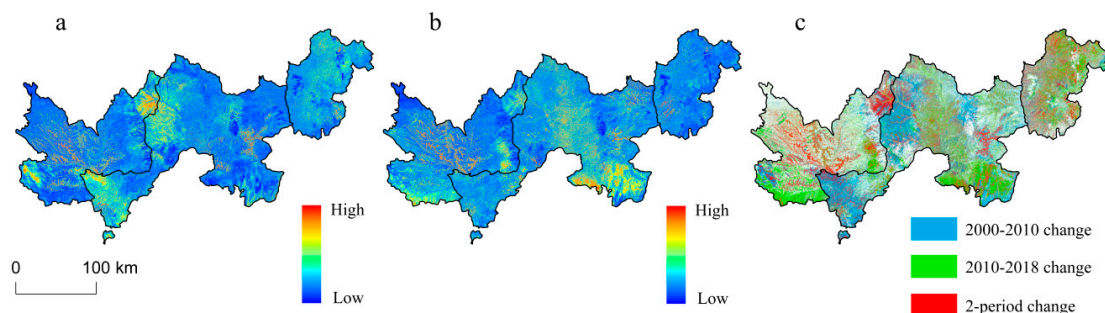 a
b
c
High
Low
0 100 km
High
Low
2000-2010 change
2010-2018 change
2-period change